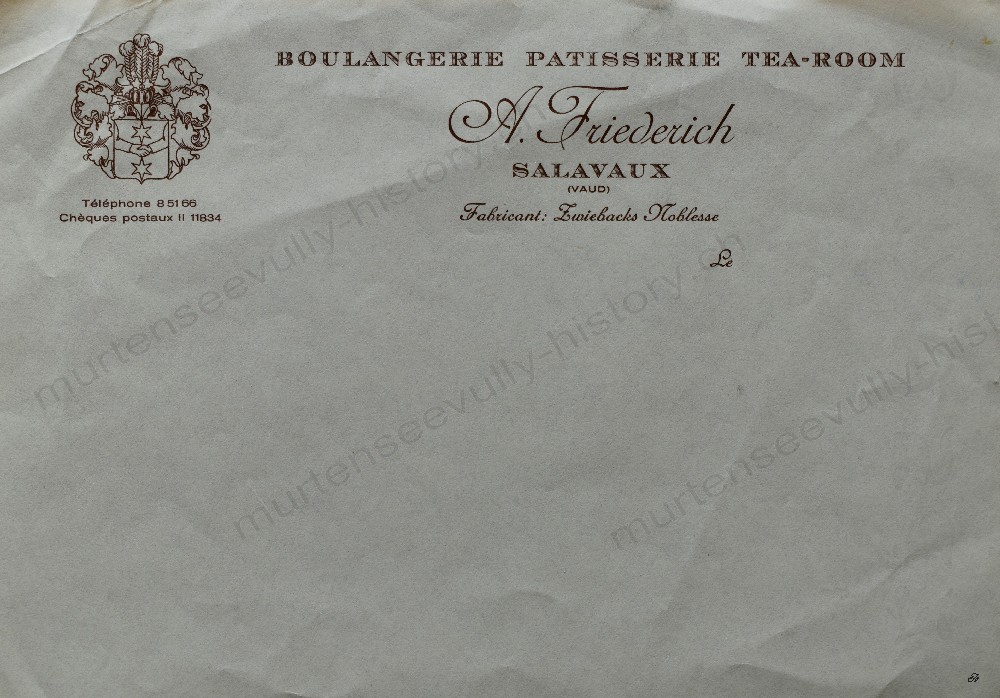 BOULANGERIE PATISSERIE TEA-ROOM
A. Friederich
SALAVAUX
(VAUD)
Fabricant: Zwiebacks Noblesse
Téléphone 8 51 66
Chèques postaux II 11834
Le
murtenseevully-history.ch
murtenseevully-history.ch
murtenseevully-history